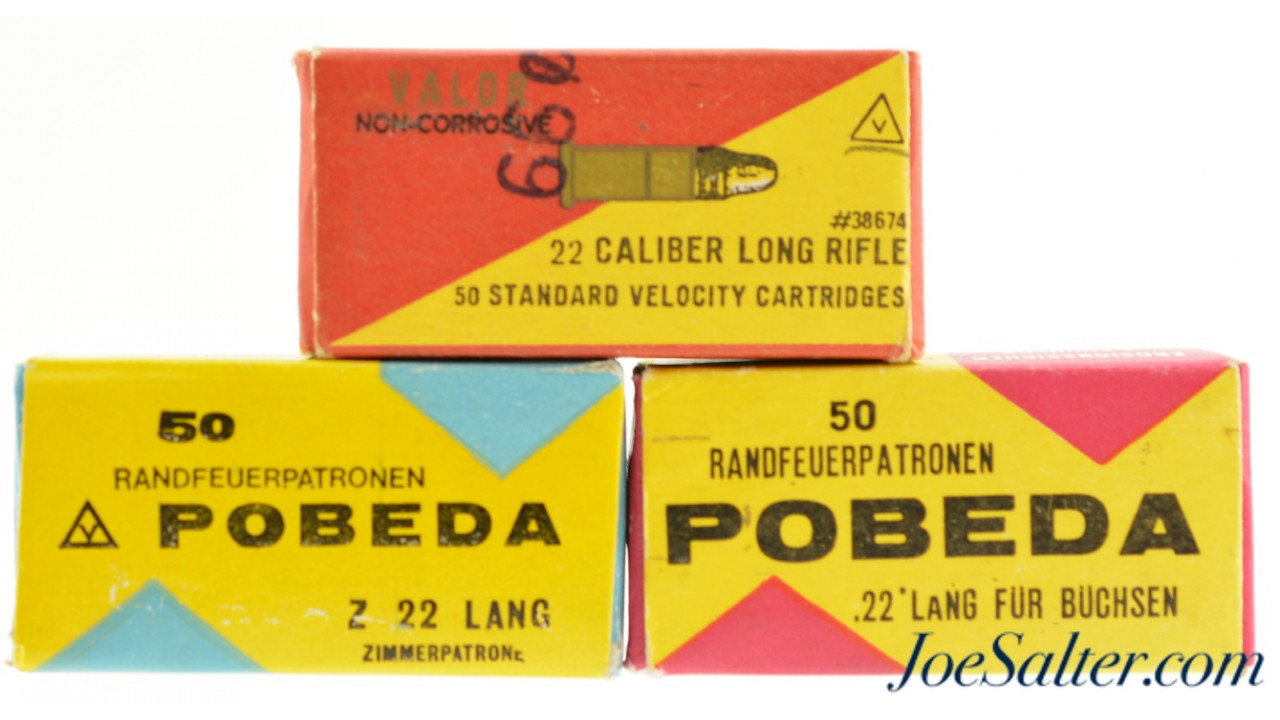 VALOR
NON-CORROSIVE
660
V
#38674
22 CALIBER LONG RIFLE
50 STANDARD VELOCITY CARTRIDGES
50
RANDFEUERPATRONEN
V POBEDA
Z 22 LANG
ZIMMERPATRONE
50
RANDFEUERPATRONEN
POBEDA
.22 LANG FÜR BÜCHSEN
JoeSalter.com